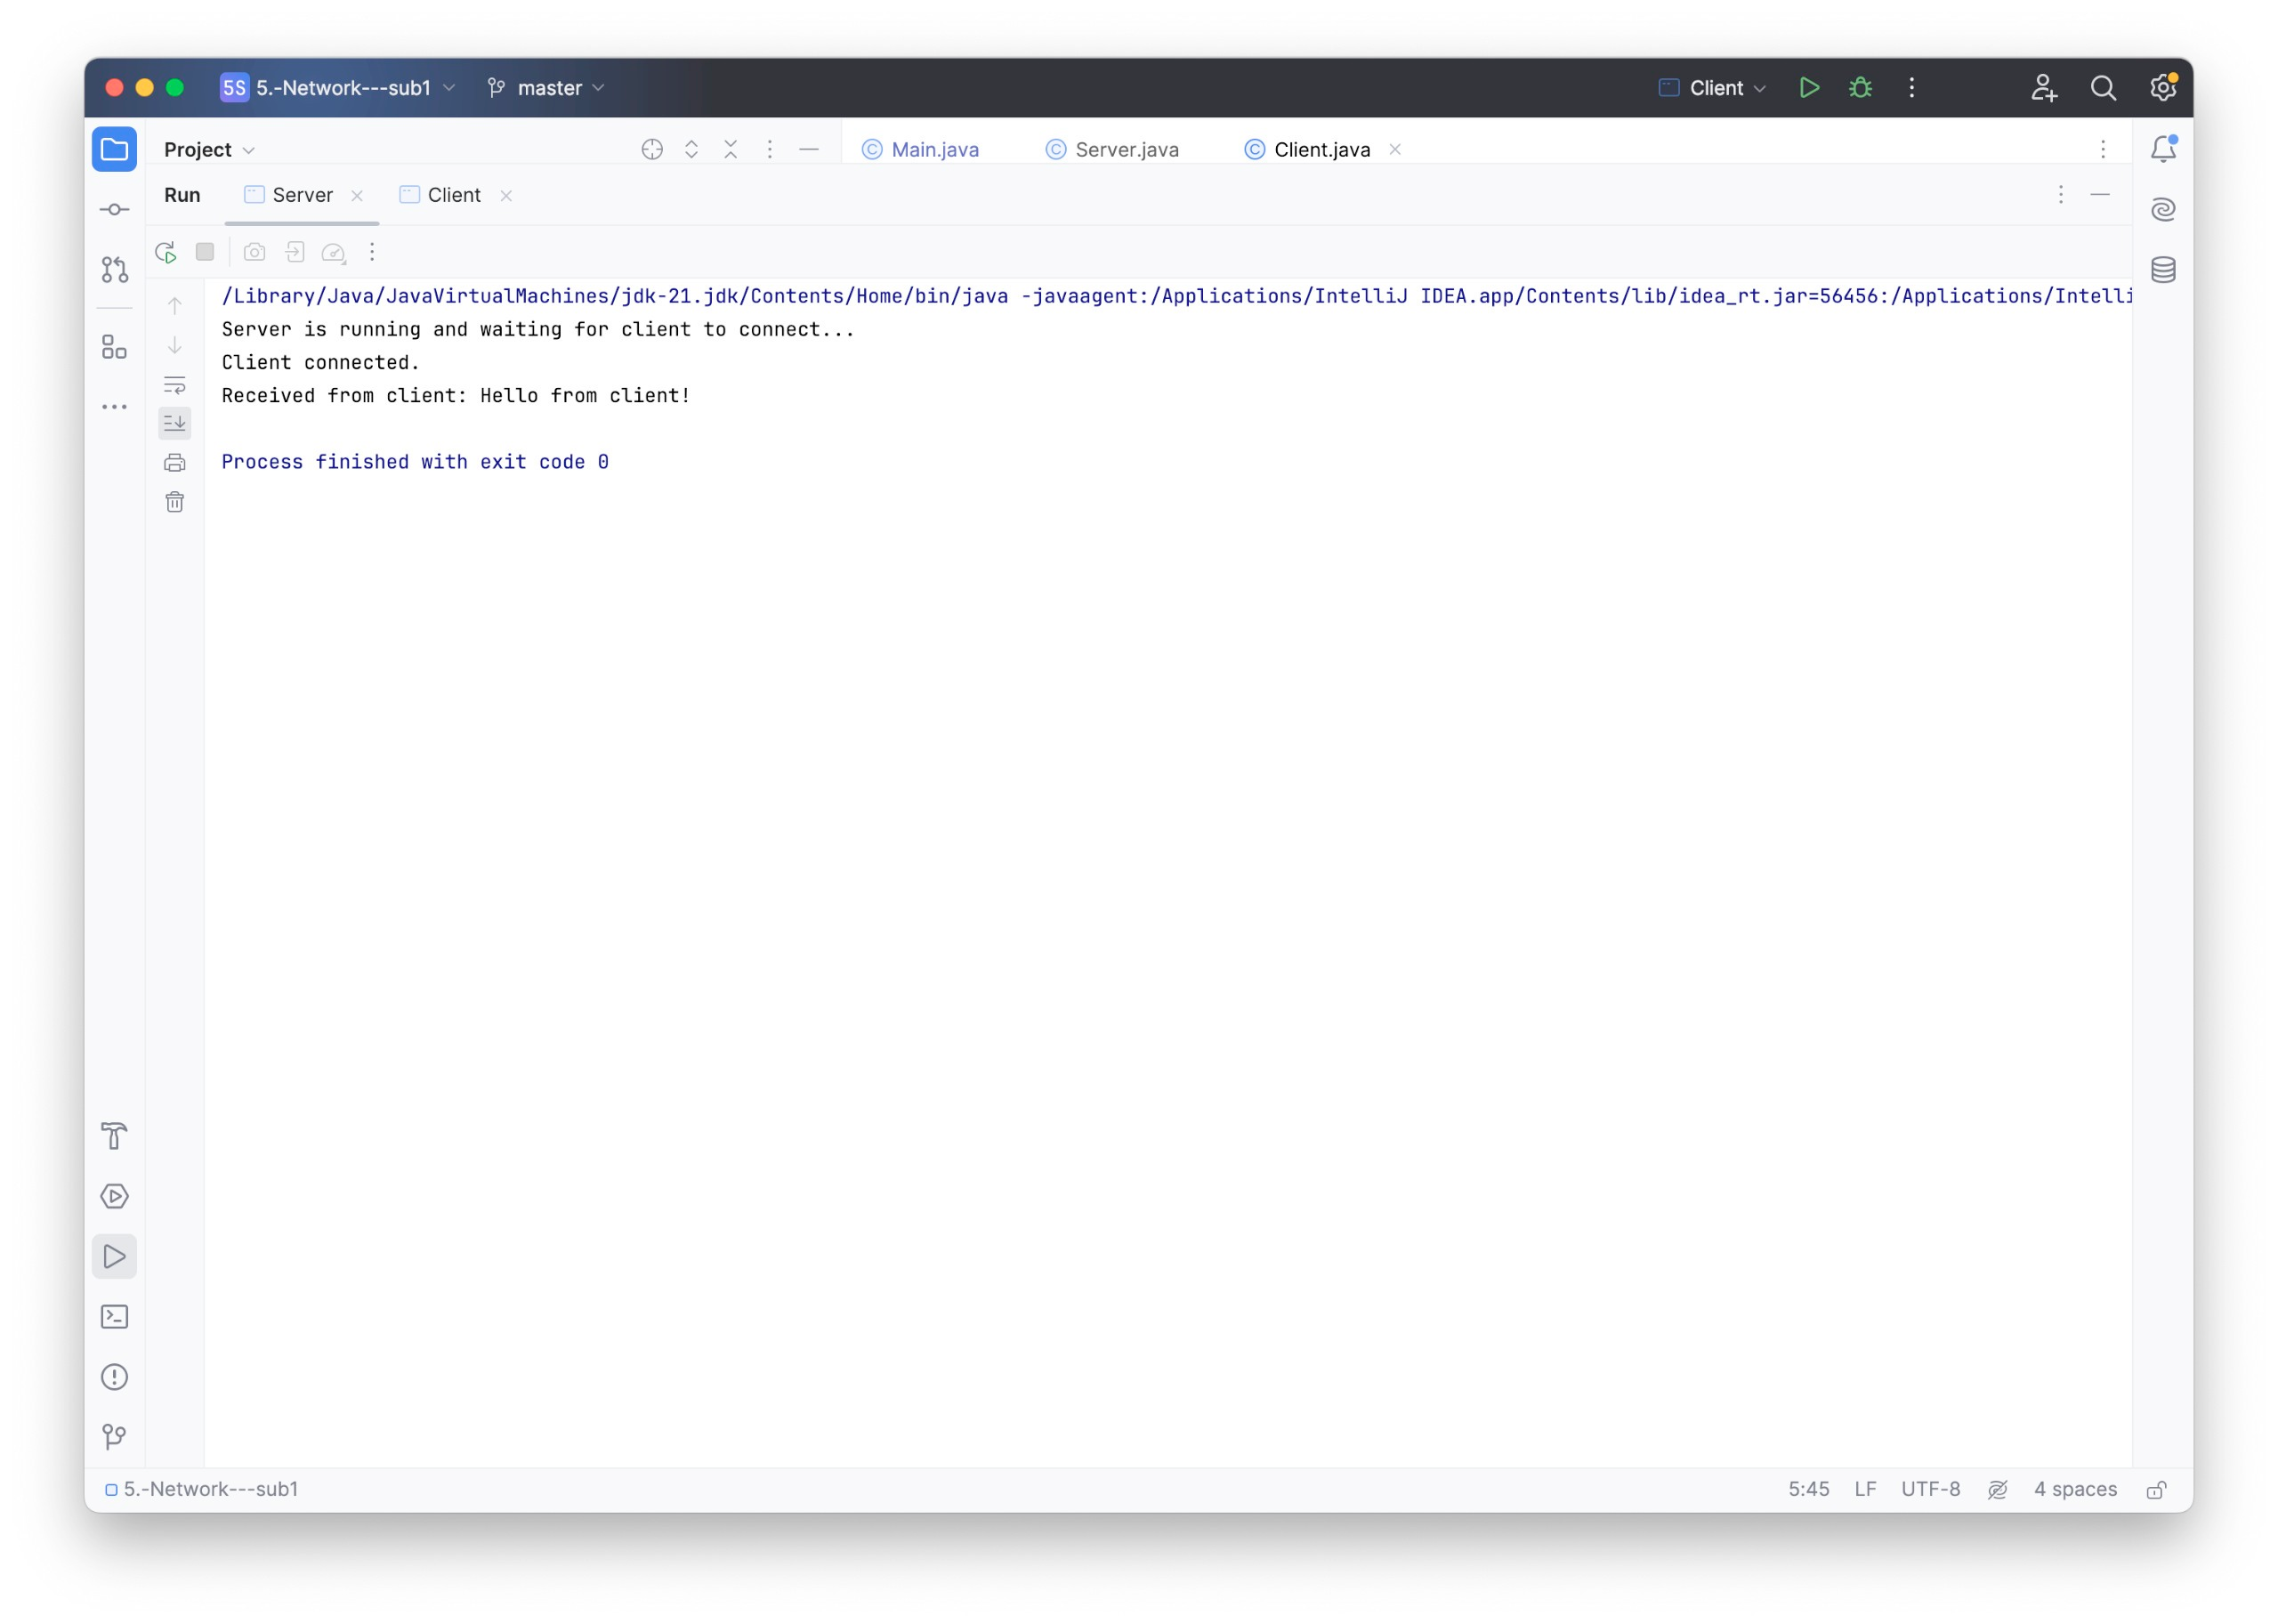 5S 5.-Network---sub1 master Client
Project Main.java Server.java Client.java
Run Server Client
/Library/Java/JavaVirtualMachines/jdk-21.jdk/Contents/Home/bin/java -javaagent:/Applications/IntelliJ IDEA.app/Contents/lib/idea_rt.jar=56456:/Applications/Intelli
Server is running and waiting for client to connect...
Client connected.
Received from client: Hello from client!
Process finished with exit code 0
5.-Network---sub1 5:45 LF UTF-8 4 spaces